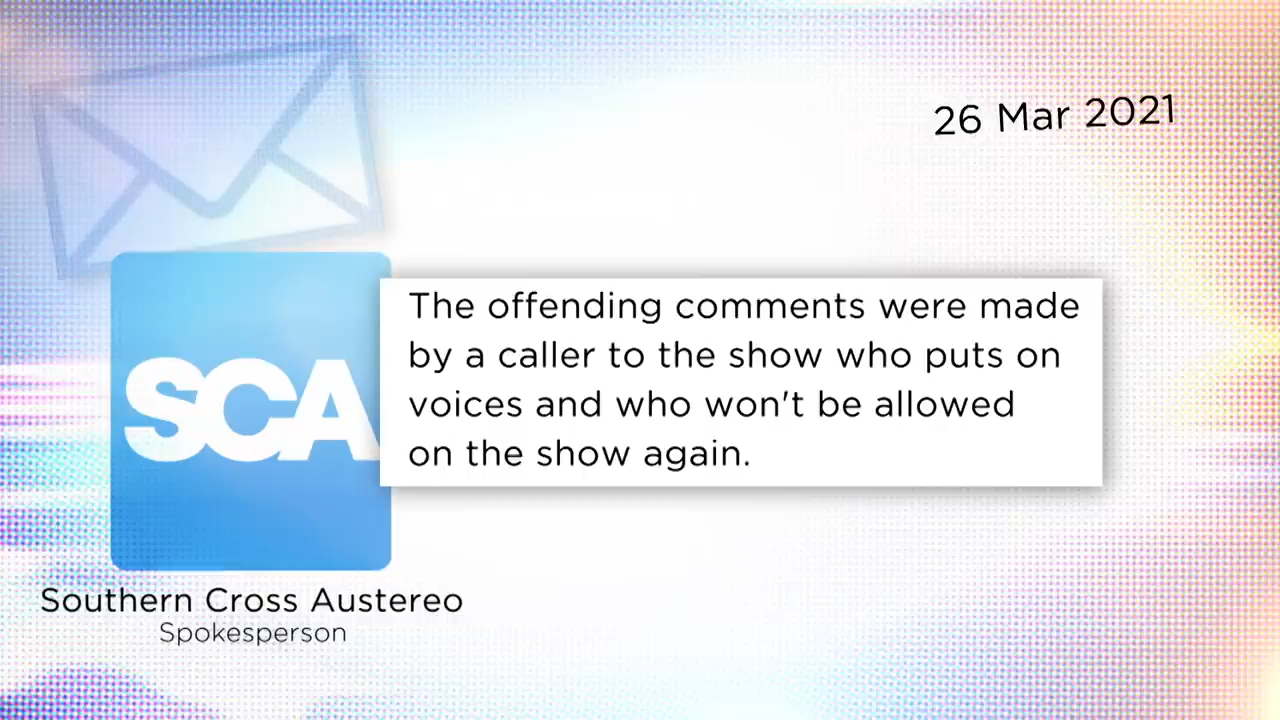 26 Mar 2021
SCA
The offending comments were made
by a caller to the show who puts on
voices and who won't be allowed
on the show again.
Southern Cross Austereo
Spokesperson